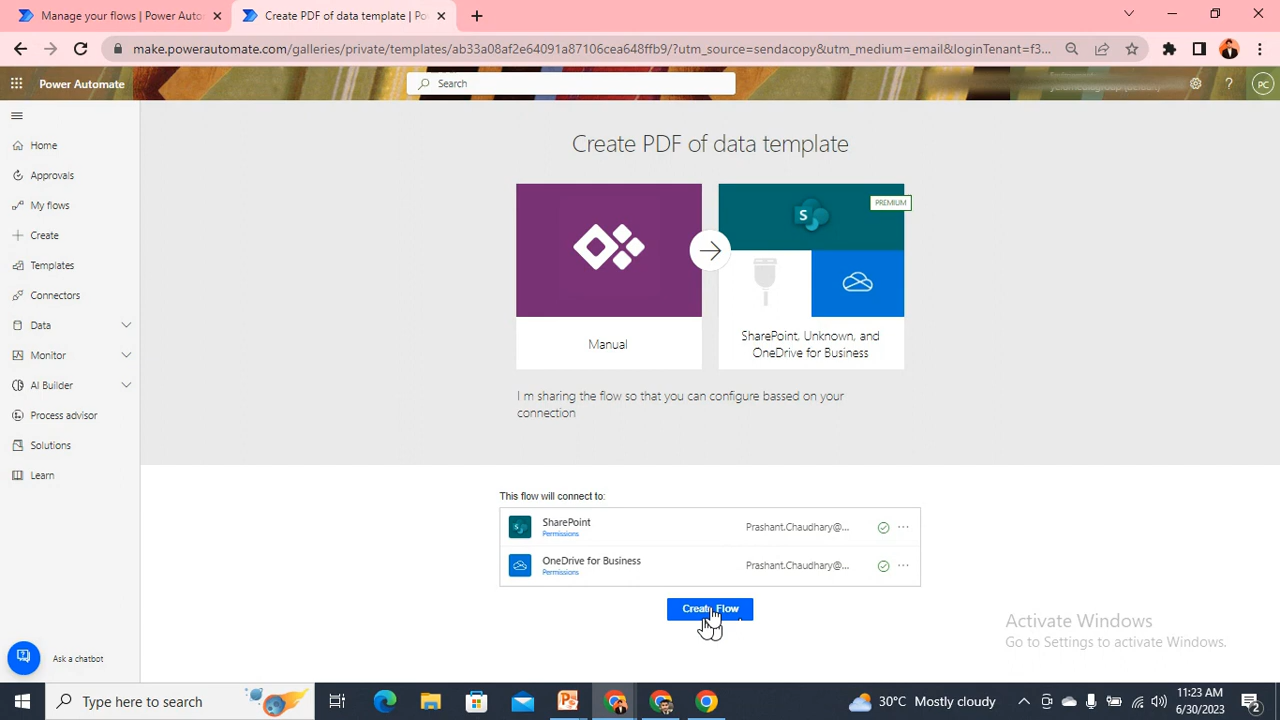 Manage your flows | Power Auto
Create PDF of data template | Po
make.powerautomate.com/galleries/private/templates/ab33a08af2e64091a87106cea648ffb9/?utm_source=sendacopy&utm_medium=email&loginTenant=f3...
Power Automate
Search
PC
Home
Approvals
My flows
Create
Templates
Connectors
Data
Monitor
AI Builder
Process advisor
Solutions
Learn
Ask a chatbot
Create PDF of data template
PREMIUM
S
Manual
SharePoint, Unknown, and
OneDrive for Business
I m sharing the flow so that you can configure bassed on your
connection
This flow will connect to:
SharePoint
Permissions
Prashant.Chaudhary@...
OneDrive for Business
Permissions
Prashant.Chaudhary@...
Create Flow
Activate Windows
Go to Settings to activate Windows.
Type here to search
30°C Mostly cloudy
11:23 AM
6/30/2023
2